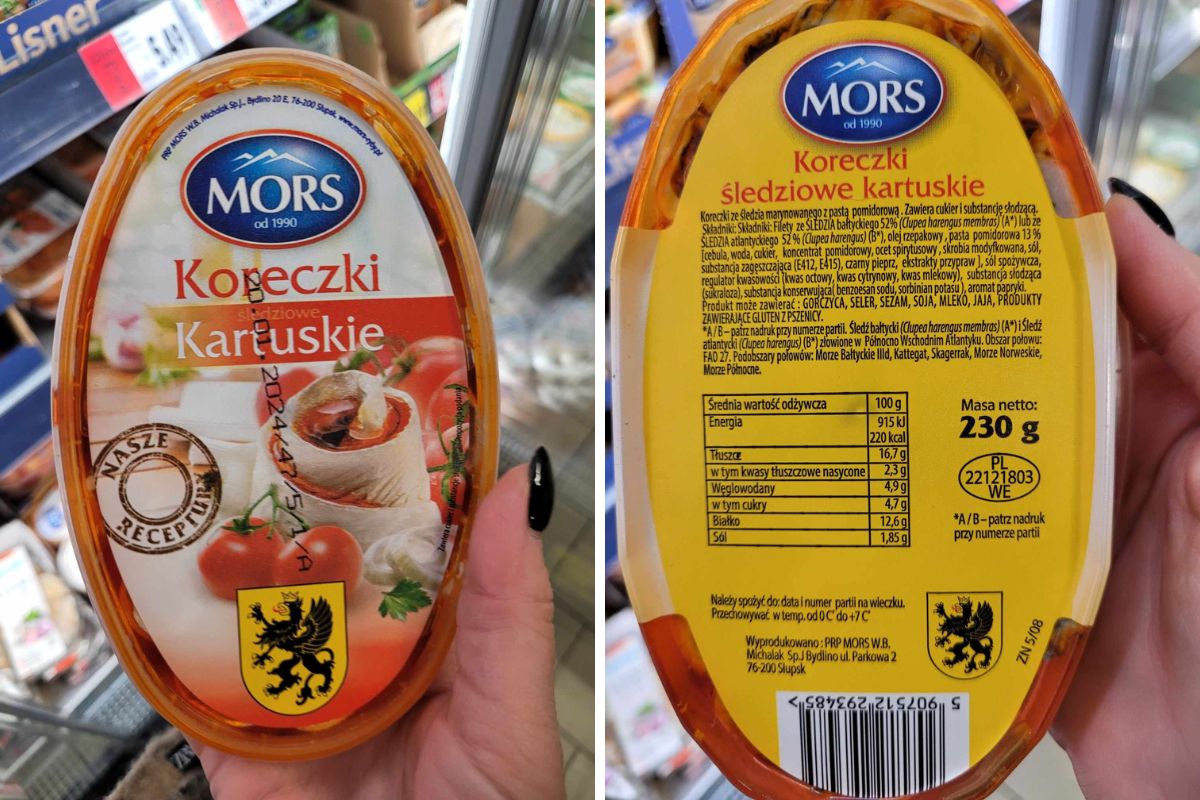 Lisner
5.49
PRP MORS W.B. Michalak Sp.J., Bydlino 20 E, 76-200 Słupsk, www.mors-ryby.pl
MORS
od 1990
Koreczki
śledziowe
Kartuskie
20.01.2024/47/5/1/A
NASZE
RECEPTURY
MORS
od 1990
Koreczki
śledziowe kartuskie
Koreczki ze śledzia marynowanego z pastą pomidorową . Zawiera cukier i substancję słodzącą.
Składniki: Składniki: Filety ze ŚLEDZIA bałtyckiego 52% (Clupea harengus membras) (A*) lub ze
ŚLEDZIA atlantyckiego 52 % (Clupea harengus) (B*), olej rzepakowy , pasta pomidorowa 13 %
[cebula, woda, cukier, koncentrat pomidorowy, ocet spirytusowy , skrobia modyfkowana, sól,
substancja zagęszczająca (E412, E415), czarny pieprz, ekstrakty przypraw ], sól spożywcza,
regulator kwasowości (kwas octowy, kwas cytrynowy, kwas mlekowy), substancja słodząca
(sukraloza), substancja konserwująca( benzoesan sodu, sorbinian potasu ), aromat papryki.
Produkt może zawierać : GORCZYCA, SELER, SEZAM, SOJA, MLEKO, JAJA, PRODUKTY
ZAWIERAJĄCE GLUTEN Z PSZENICY.
*A / B – patrz nadruk przy numerze partii. Śledź bałtycki (Clupea harengus membras) (A*) i Śledź
atlantycki (Clupea harengus) (B*) złowione w Północno Wschodnim Atlantyku. Obszar połowu:
FAO 27. Podobszary połowów: Morze Bałtyckie IIId, Kattegat, Skagerrak, Morze Norweskie,
Morze Północne.
Średnia wartość odżywcza 100 g
Energia 915 kJ
220 kcal
Tłuszcz 16,7 g
w tym kwasy tłuszczowe nasycone 2,3 g
Węglowodany 4,9 g
w tym cukry 4,7 g
Białko 12,6 g
Sól 1,85 g
Masa netto:
230 g
PL
22121803
WE
*A / B – patrz nadruk
przy numerze partii
Należy spożyć do: data i numer partii na wieczku.
Przechowywać w temp. od 0 C° do +7 C°
Wyprodukowano : PRP MORS W.B.
Michalak Sp.J Bydlino ul. Parkowa 2
76-200 Słupsk
ZN 5/08
5 907512 293485 >